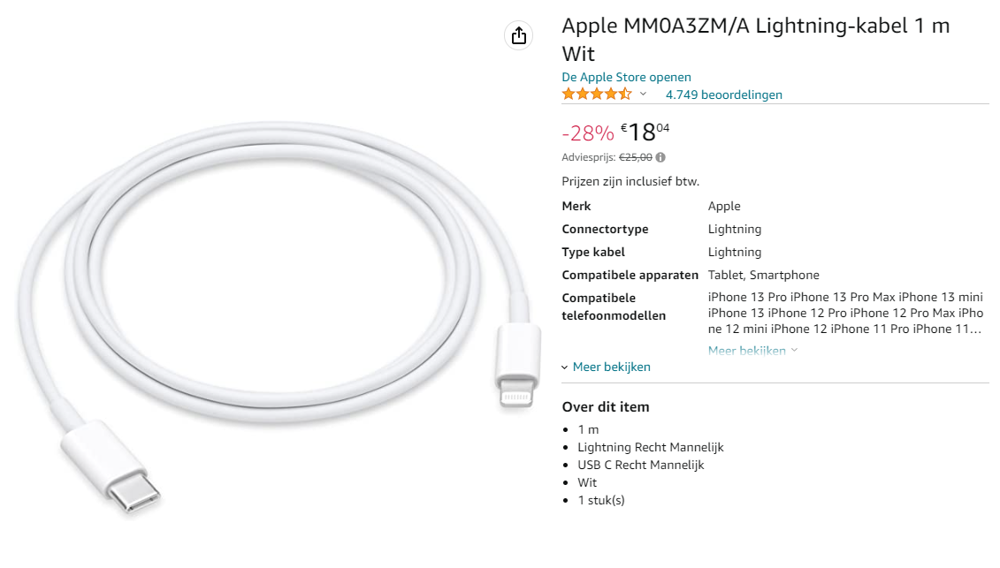 Apple MM0A3ZM/A Lightning-kabel 1 m
Wit
De Apple Store openen
4.749 beoordelingen
-28% €1804
Adviesprijs: €25,00
Prijzen zijn inclusief btw.
Merk Apple
Connectortype Lightning
Type kabel Lightning
Compatibele apparaten Tablet, Smartphone
Compatibele telefoonmodellen
iPhone 13 Pro iPhone 13 Pro Max iPhone 13 mini
iPhone 13 iPhone 12 Pro iPhone 12 Pro Max iPho
ne 12 mini iPhone 12 iPhone 11 Pro iPhone 11...
Meer bekijken
Meer bekijken
Over dit item
• 1 m
• Lightning Recht Mannelijk
• USB C Recht Mannelijk
• Wit
• 1 stuk(s)